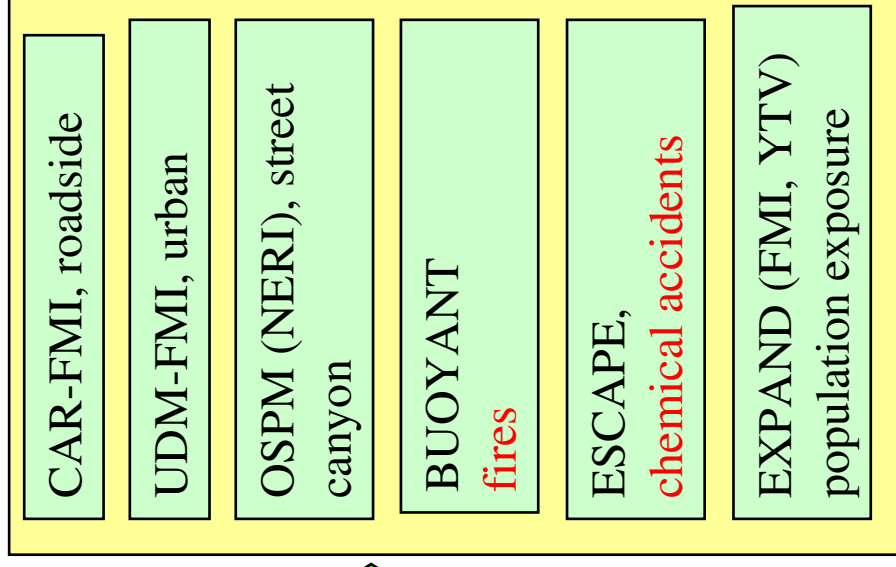 CAR-FMI, roadside
UDM-FMI, urban
OSPM (NERI), street
canyon
BUOYANT
fires
ESCAPE,
chemical accidents
EXPAND (FMI, YTV)
population exposure